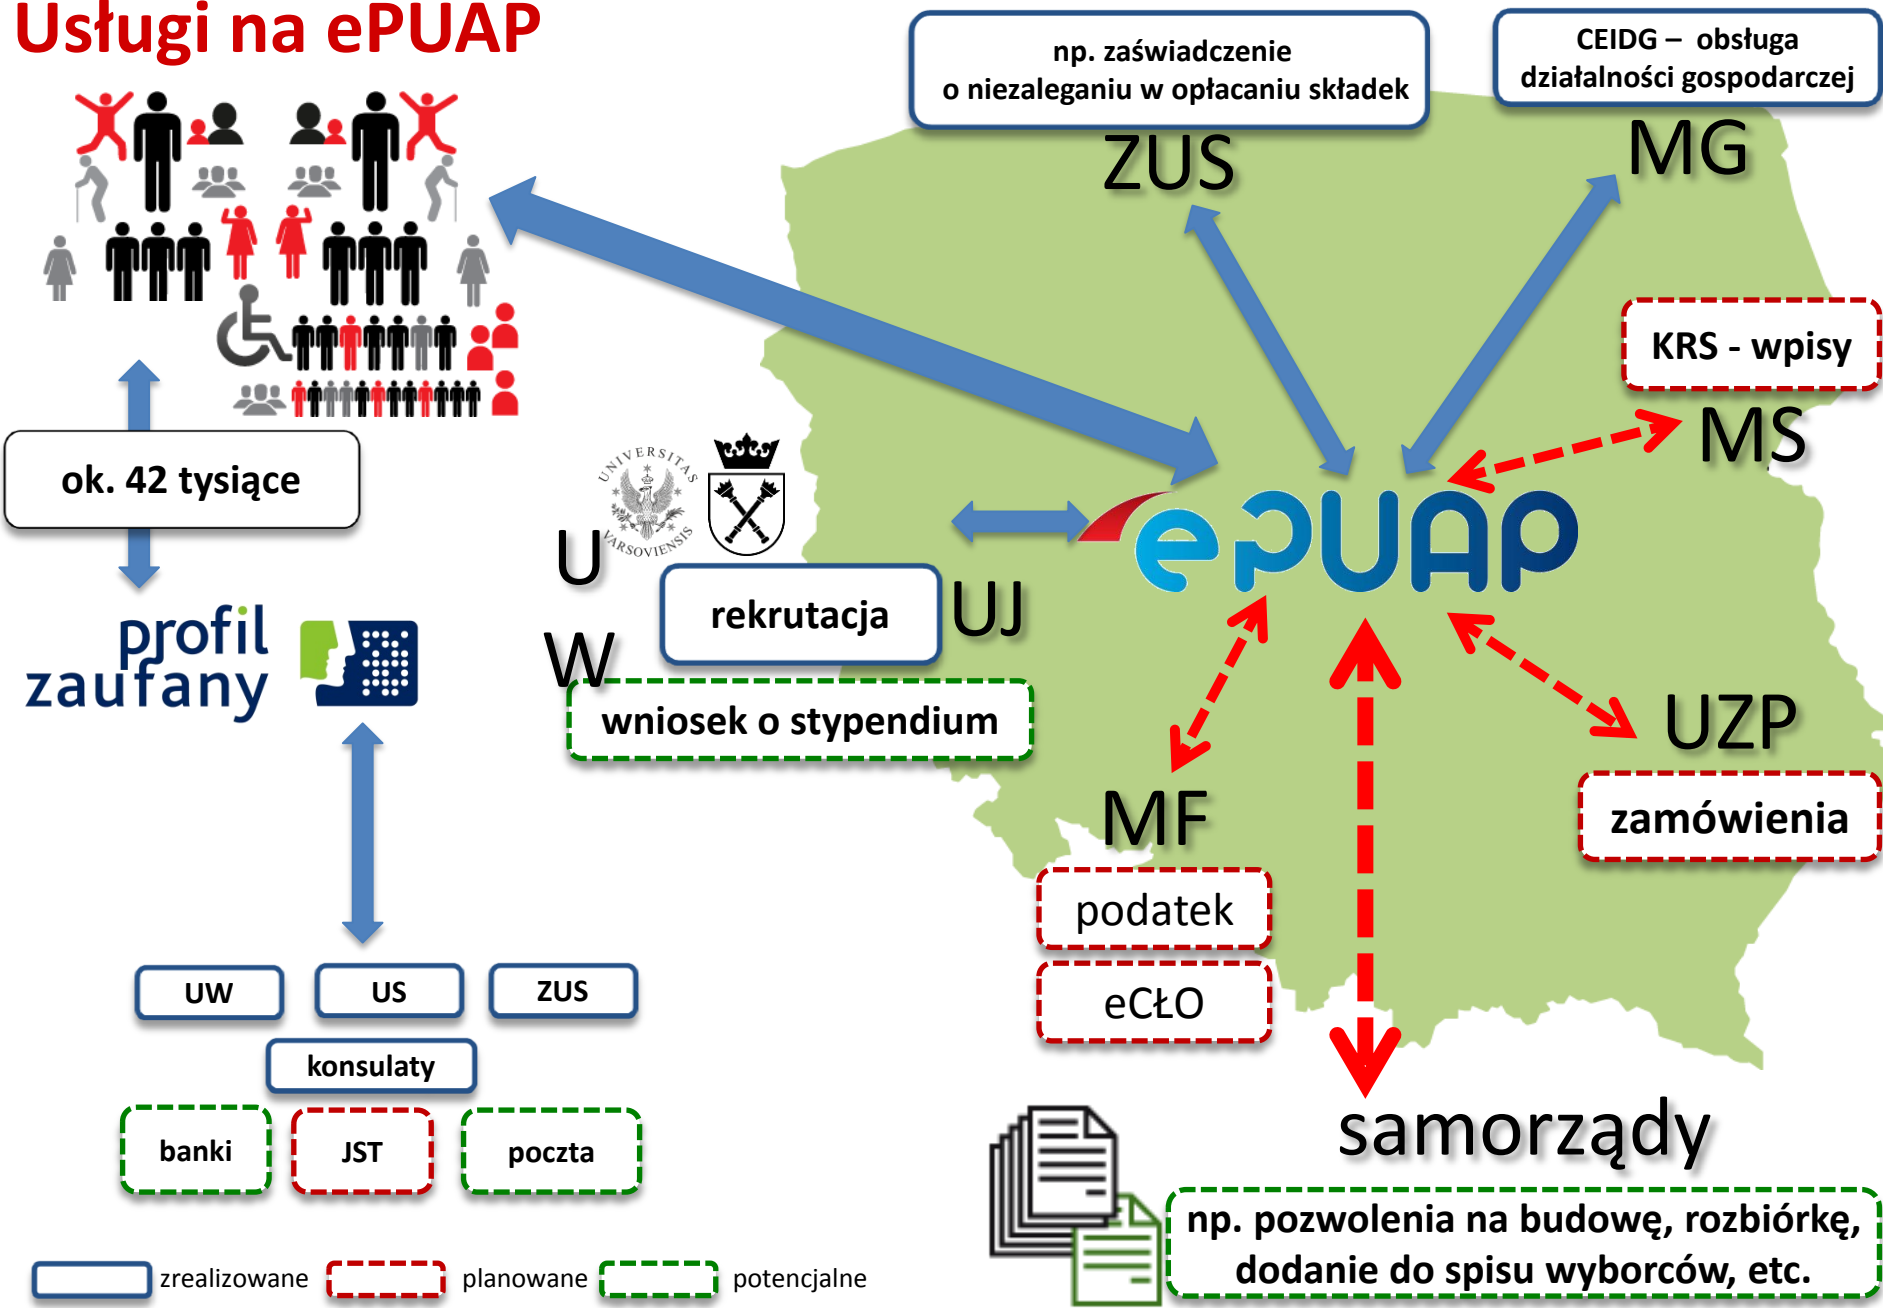 Usługi na ePUAP
np. zaświadczenie
o niezaleganiu w opłacaniu składek
ZUS
CEIDG – obsługa
działalności gospodarczej
MG
KRS - wpisy
MS
ok. 42 tysiące
UNIVERSITAS
VARSOVIENSIS
U
W
rekrutacja
UJ
wniosek o stypendium
ePUAP
profil
zaufany
MF
podatek
eCŁO
UZP
zamówienia
UW
US
ZUS
konsulaty
banki
JST
poczta
samorządy
np. pozwolenia na budowę, rozbiórkę,
dodanie do spisu wyborców, etc.
zrealizowane
planowane
potencjalne